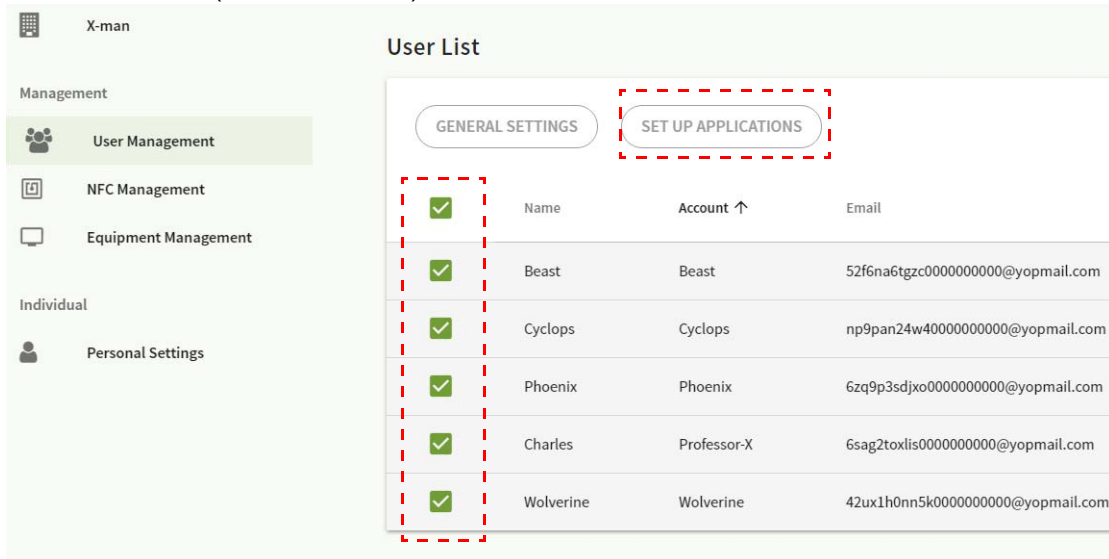 X-man
User List
Management
GENERAL SETTINGS SET UP APPLICATIONS
User Management
NFC Management
Name Account ↑ Email
Equipment Management
Beast Beast 52f6na6tgzc0000000000@yopmail.com
Individual
Cyclops Cyclops np9pan24w40000000000@yopmail.com
Personal Settings
Phoenix Phoenix 6zq9p3sdjxo0000000000@yopmail.com
Charles Professor-X 6sag2toxlis0000000000@yopmail.com
Wolverine Wolverine 42ux1h0nn5k0000000000@yopmail.com